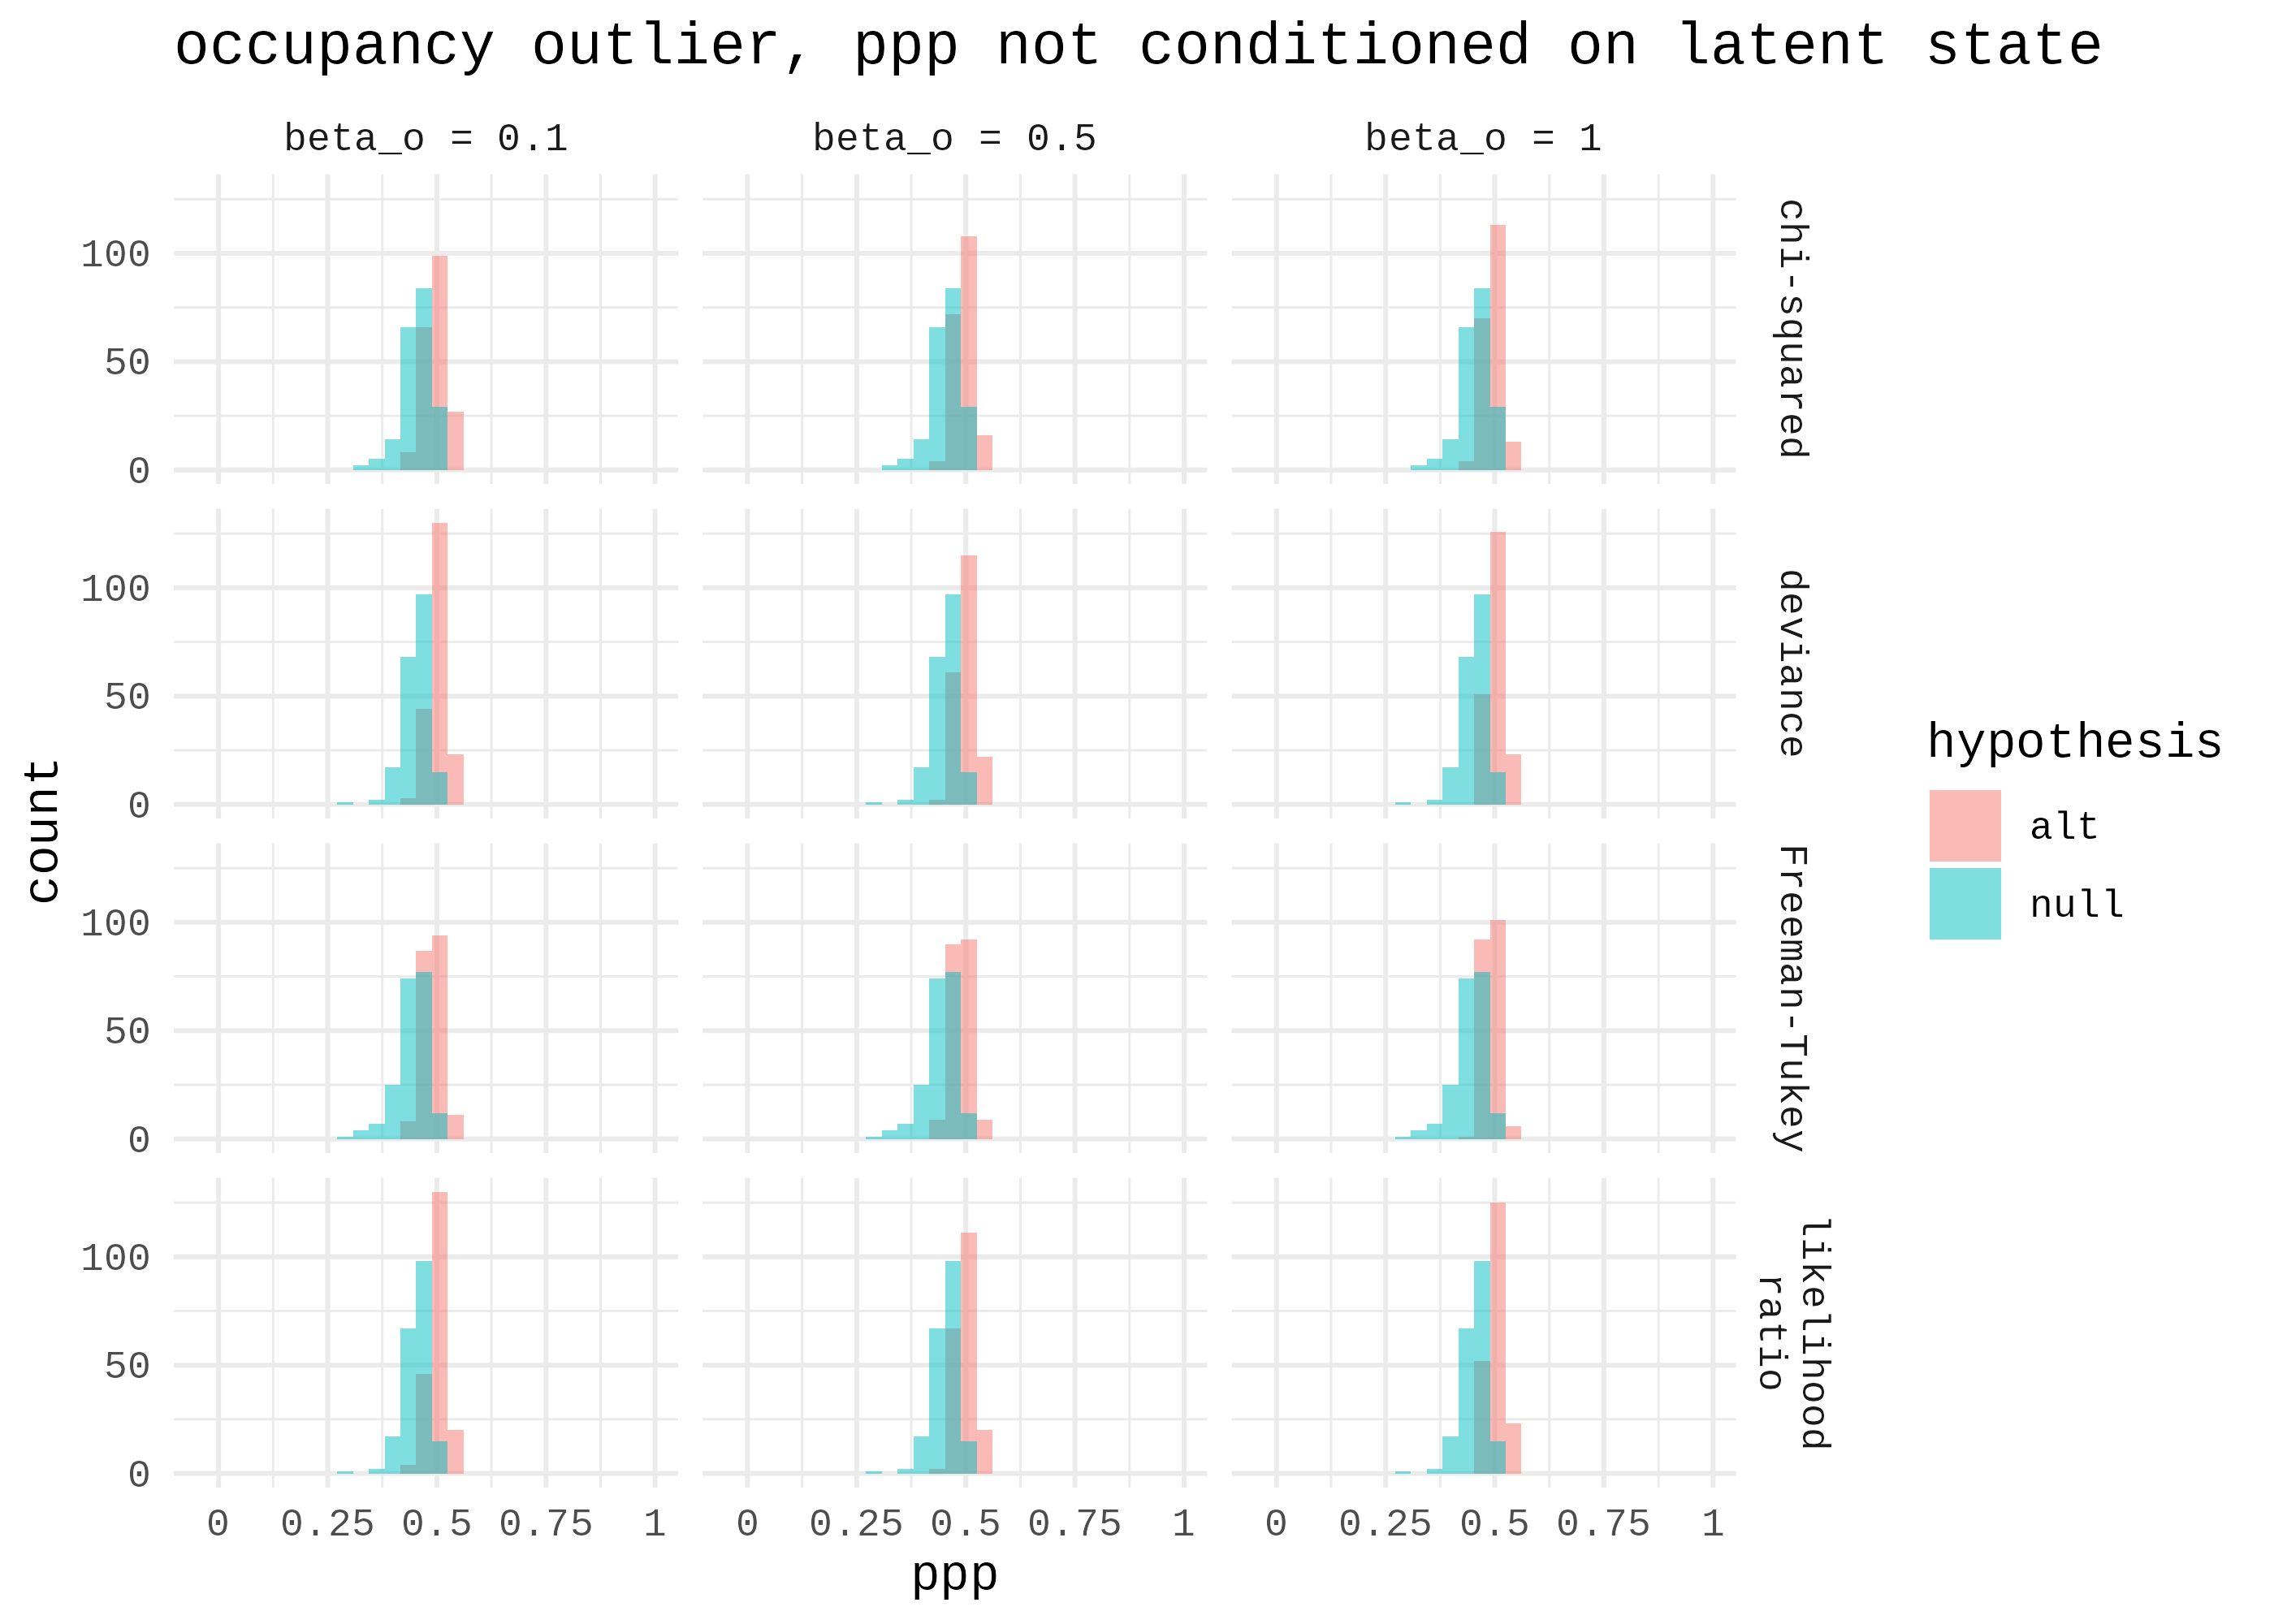 occupancy outlier, ppp not conditioned on latent state
beta_o = 0.1
beta_o = 0.5
beta_o = 1
chi-squared
100
50
0
deviance
100
50
0
Freeman-Tukey
100
50
0
likelihood
ratio
100
50
0
count
0 0.25 0.5 0.75 1
0 0.25 0.5 0.75 1
0 0.25 0.5 0.75 1
ppp
hypothesis
alt
null